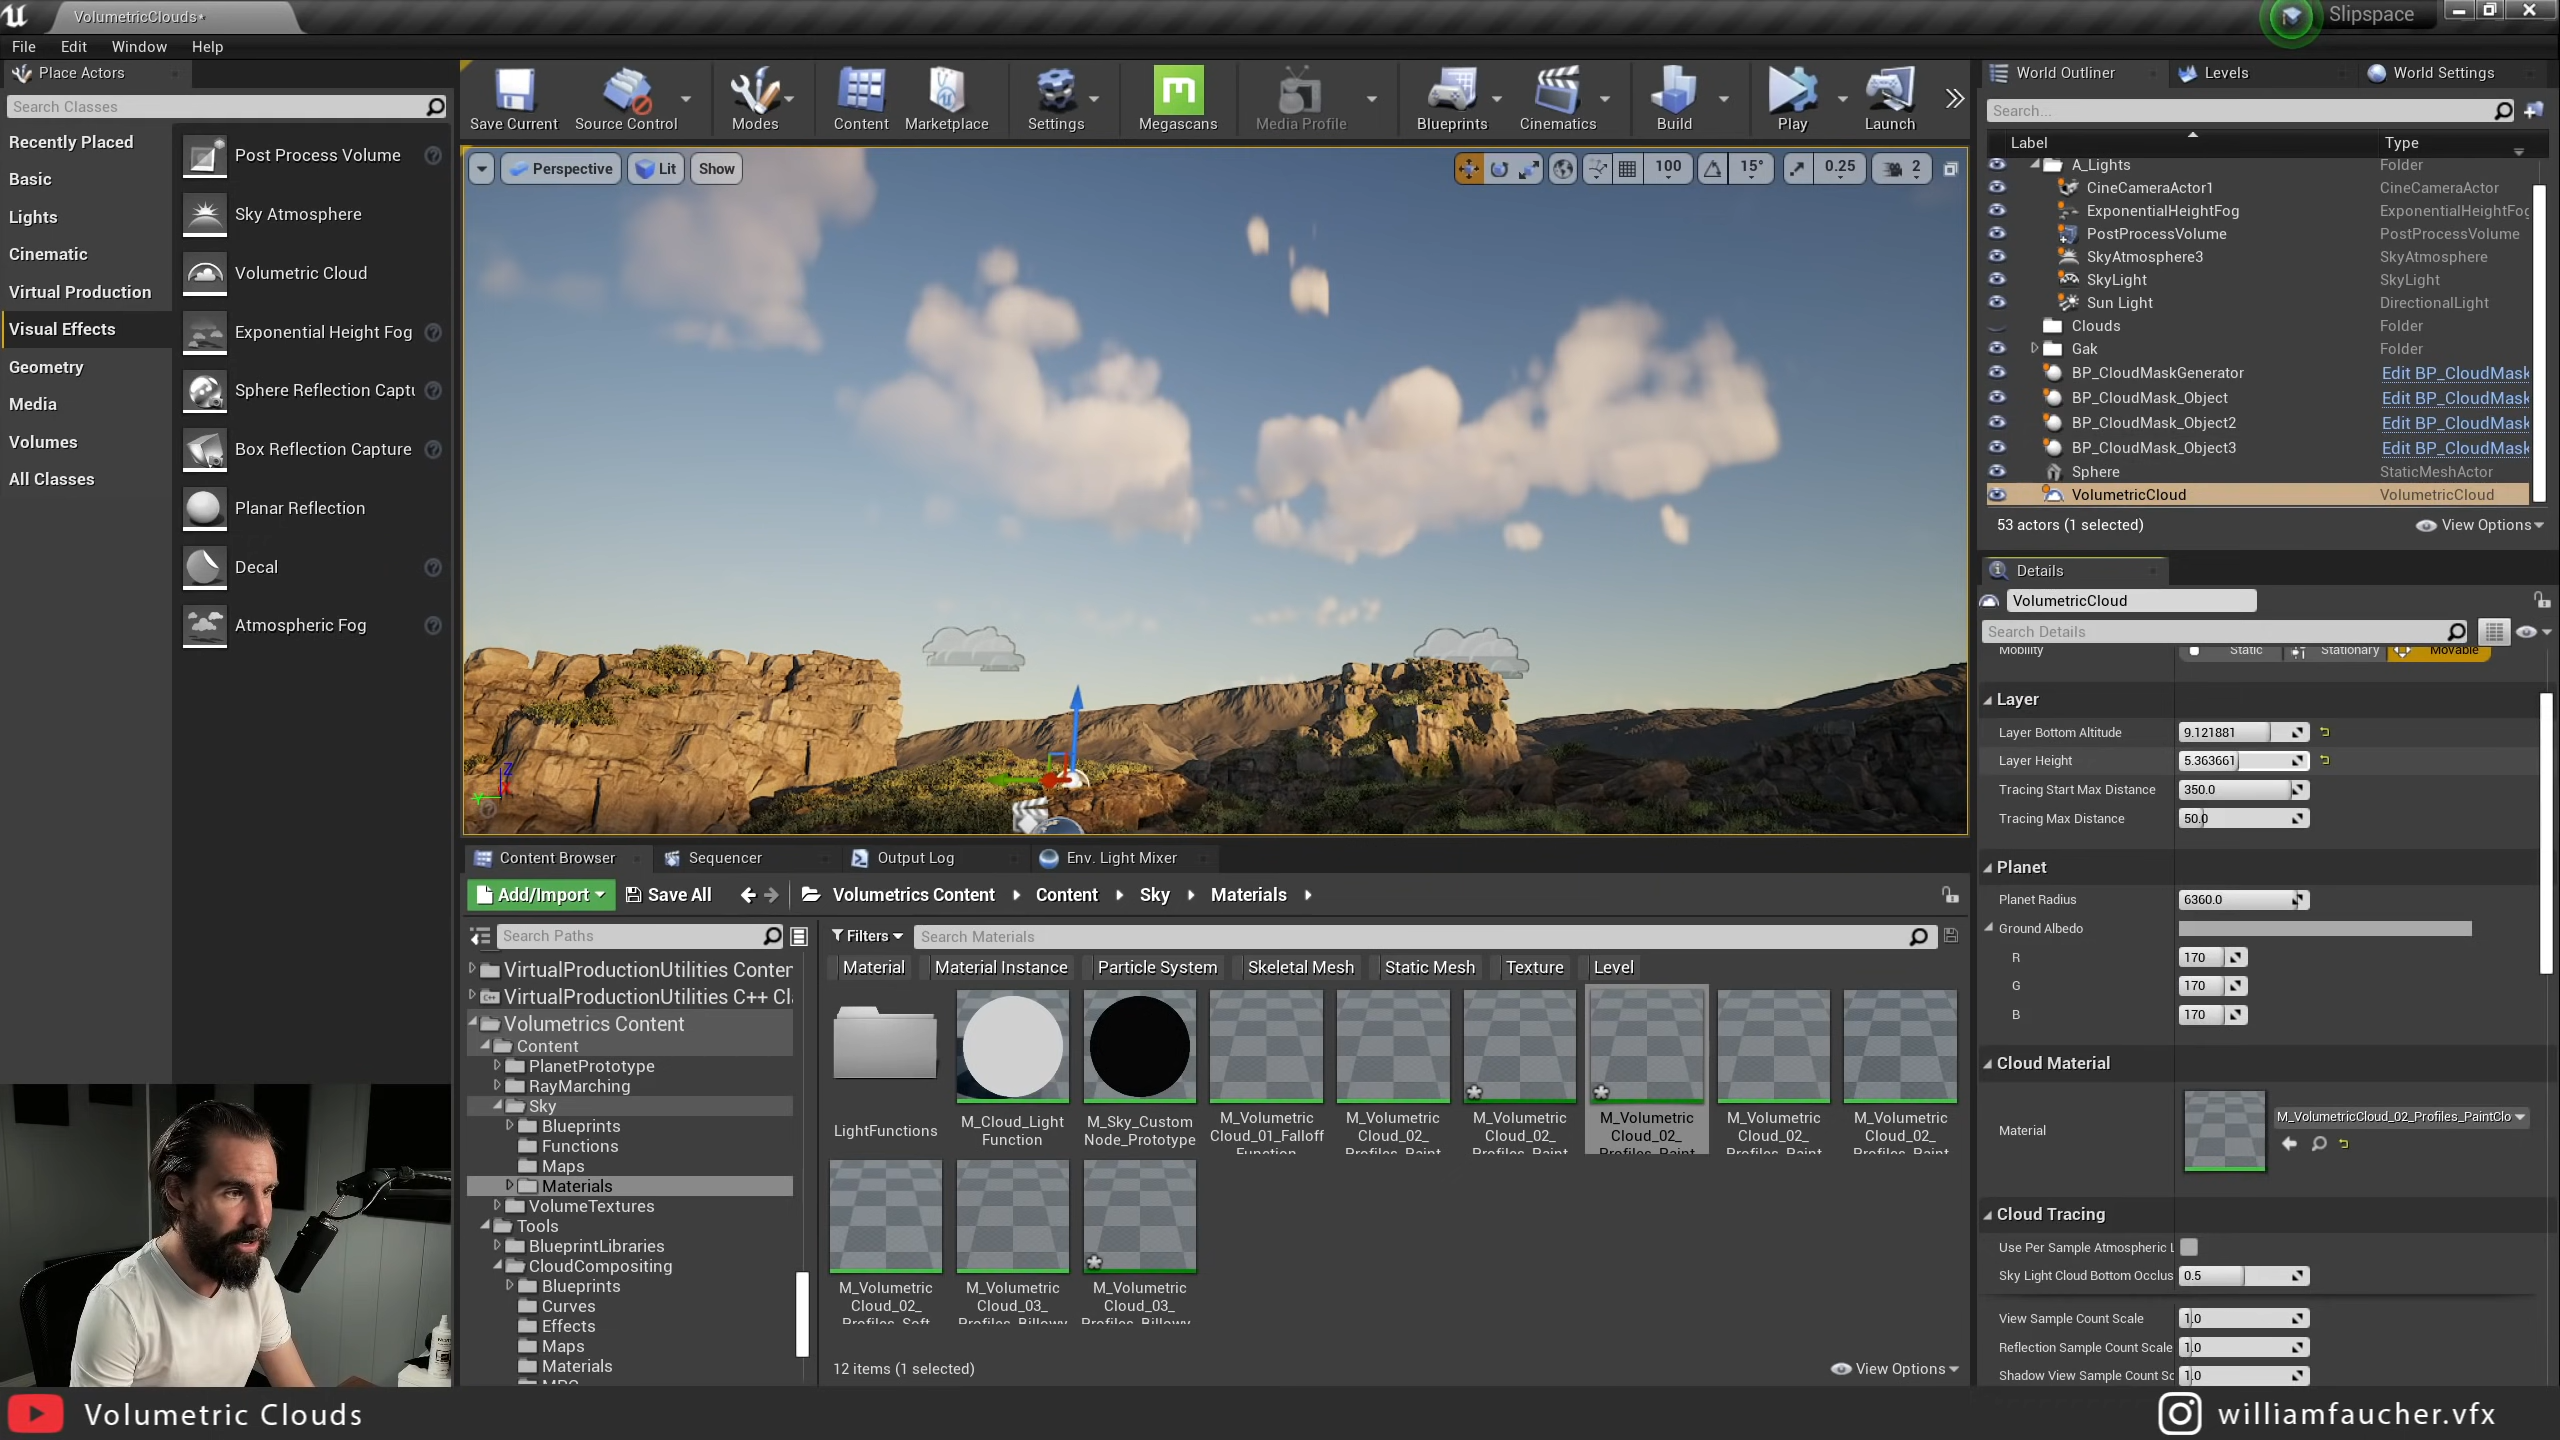 VolumetricClouds*
Slipspace
File Edit Window Help
Place Actors
Search Classes
Recently Placed
Basic
Lights
Cinematic
Virtual Production
Visual Effects
Geometry
Media
Volumes
All Classes
Post Process Volume
Sky Atmosphere
Volumetric Cloud
Exponential Height Fog
Sphere Reflection Captu
Box Reflection Capture
Planar Reflection
Decal
Atmospheric Fog
Save Current Source Control Modes Content Marketplace Settings Megascans Media Profile Blueprints Cinematics Build Play Launch
Perspective Lit Show
100 15° 0.25 2
World Outliner Levels World Settings
Search...
Label Type
A_Lights Folder
CineCameraActor1 CineCameraActor
ExponentialHeightFog ExponentialHeightFog
PostProcessVolume PostProcessVolume
SkyAtmosphere3 SkyAtmosphere
SkyLight SkyLight
Sun Light DirectionalLight
Clouds Folder
Gak Folder
BP_CloudMaskGenerator Edit BP_CloudMask
BP_CloudMask_Object Edit BP_CloudMask
BP_CloudMask_Object2 Edit BP_CloudMask
BP_CloudMask_Object3 Edit BP_CloudMask
Sphere StaticMeshActor
VolumetricCloud VolumetricCloud
53 actors (1 selected) View Options
Details
VolumetricCloud
Search Details
Mobility Static Stationary Movable
Layer
Layer Bottom Altitude 9.121881
Layer Height 5.363661
Tracing Start Max Distance 350.0
Tracing Max Distance 50.0
Planet
Planet Radius 6360.0
Ground Albedo
R 170
G 170
B 170
Cloud Material
Material M_VolumetricCloud_02_Profiles_PaintClo
Cloud Tracing
Use Per Sample Atmospheric L
Sky Light Cloud Bottom Occlus 0.5
View Sample Count Scale 1.0
Reflection Sample Count Scale 1.0
Shadow View Sample Count Sc 1.0
Z
Y
X
Content Browser Sequencer Output Log Env. Light Mixer
Add/Import Save All Volumetrics Content Content Sky Materials
Search Paths
Filters Search Materials
Material Material Instance Particle System Skeletal Mesh Static Mesh Texture Level
VirtualProductionUtilities Conten
VirtualProductionUtilities C++ Cl
Volumetrics Content
Content
PlanetPrototype
RayMarching
Sky
Blueprints
Functions
Maps
Materials
VolumeTextures
Tools
BlueprintLibraries
CloudCompositing
Blueprints
Curves
Effects
Maps
Materials
LightFunctions
M_Cloud_Light
Function
M_Sky_Custom
Node_Prototype
M_Volumetric
Cloud_01_Falloff
Function
M_Volumetric
Cloud_02_
Profiles_Paint
M_Volumetric
Cloud_02_
Profiles_Paint
M_Volumetric
Cloud_02_
Profiles_Paint
M_Volumetric
Cloud_02_
Profiles_Paint
M_Volumetric
Cloud_02_
Profiles_Paint
M_Volumetric
Cloud_02_
Profiles_Soft
M_Volumetric
Cloud_03_
Profiles_Billowy
M_Volumetric
Cloud_03_
Profiles_Billowy
12 items (1 selected) View Options
Volumetric Clouds
williamfaucher.vfx